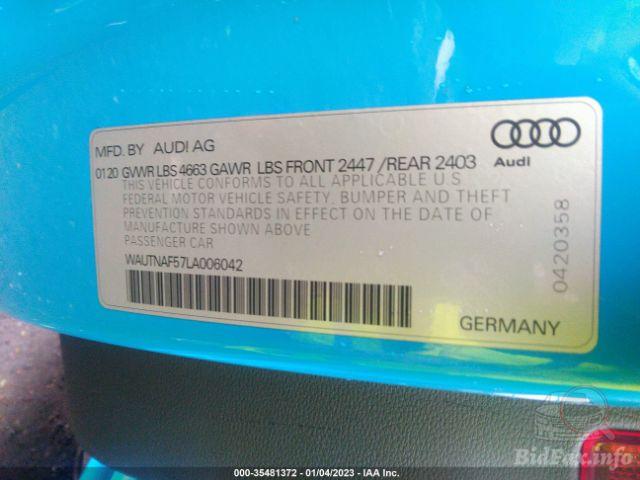 MFD. BY AUDI AG
0120 GVWR LBS 4663 GAWR LBS FRONT 2447 /REAR 2403
THIS VEHICLE CONFORMS TO ALL APPLICABLE U.S
FEDERAL MOTOR VEHICLE SAFETY, BUMPER AND THEFT
PREVENTION STANDARDS IN EFFECT ON THE DATE OF
MANUFACTURE SHOWN ABOVE
PASSENGER CAR
WAUTNAF57LA006042
Audi
0420358
GERMANY
BidFax.info
000-35481372 - 01/04/2023 - IAA Inc.